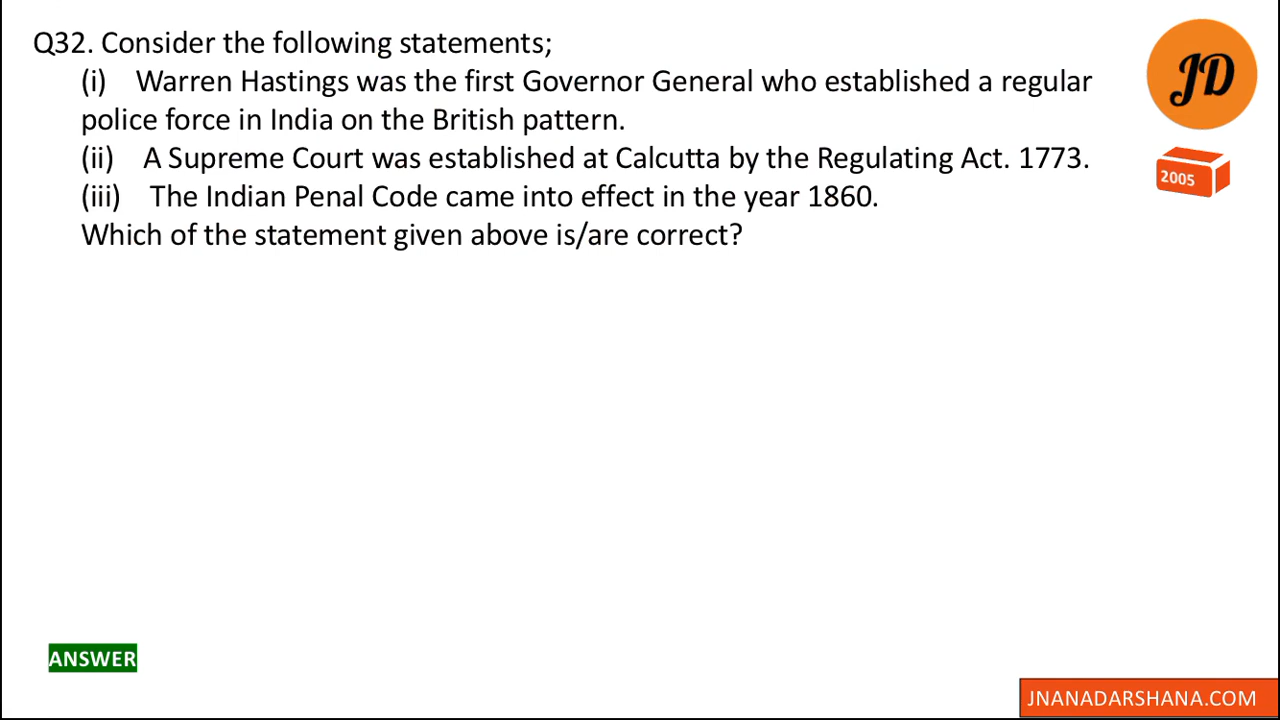 Q32. Consider the following statements;
(i) Warren Hastings was the first Governor General who established a regular
police force in India on the British pattern.
(ii) A Supreme Court was established at Calcutta by the Regulating Act. 1773.
(iii) The Indian Penal Code came into effect in the year 1860.
Which of the statement given above is/are correct?
JD
2005
ANSWER
JNANADARSHANA.COM